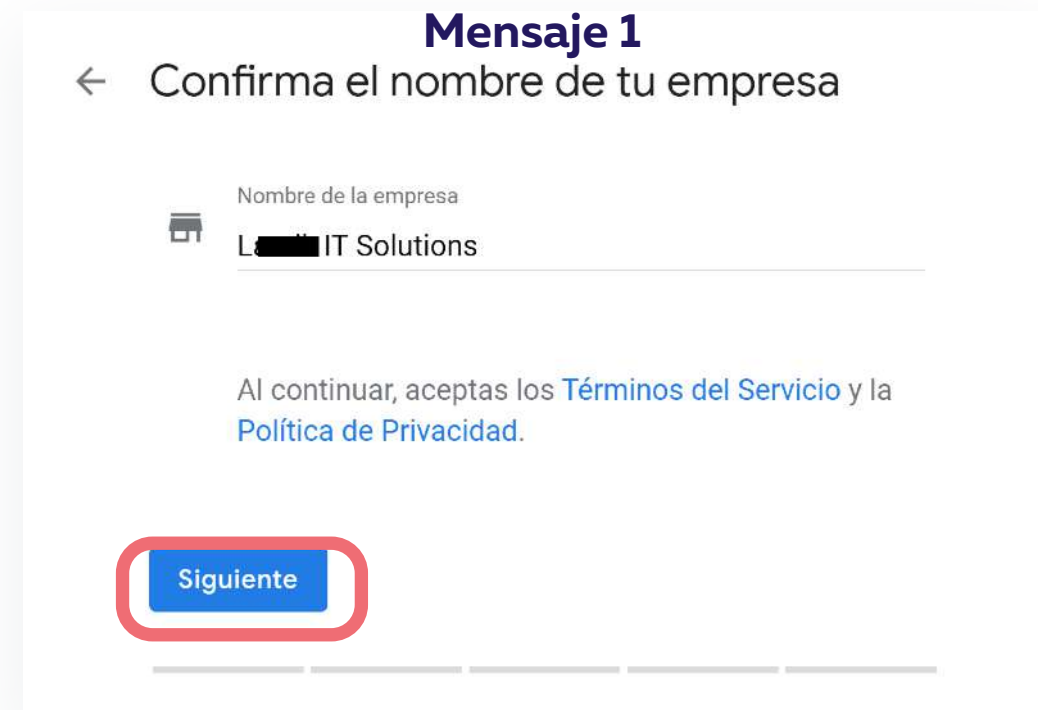 Mensaje 1
Confirma el nombre de tu empresa
Nombre de la empresa
IT Solutions
Al continuar, aceptas los Términos del Servicio y la
Política de Privacidad.
Siguiente